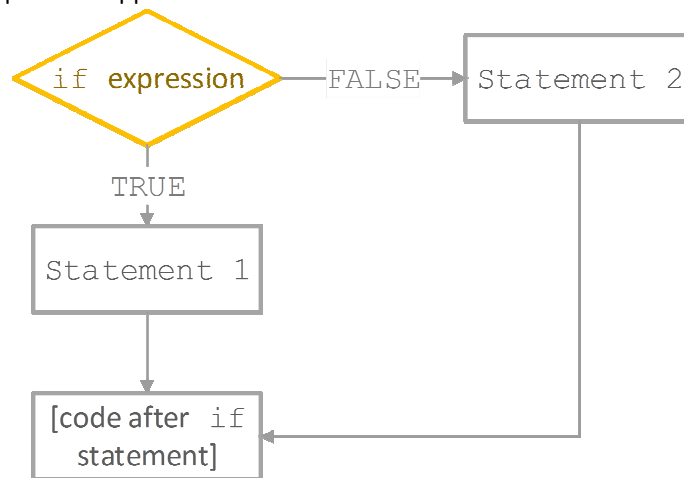 if expression
FALSE
Statement 2
TRUE
Statement 1
[code after if
statement]